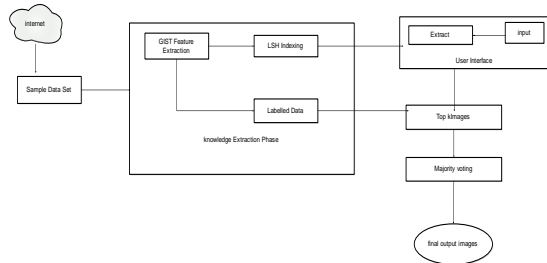 internet
Sample Data Set
GIST Feature
Extraction
LSH Indexing
Labelled Data
knowledge Extraction Phase
Extract
input
User Interface
Top kImages
Majority voting
final output images